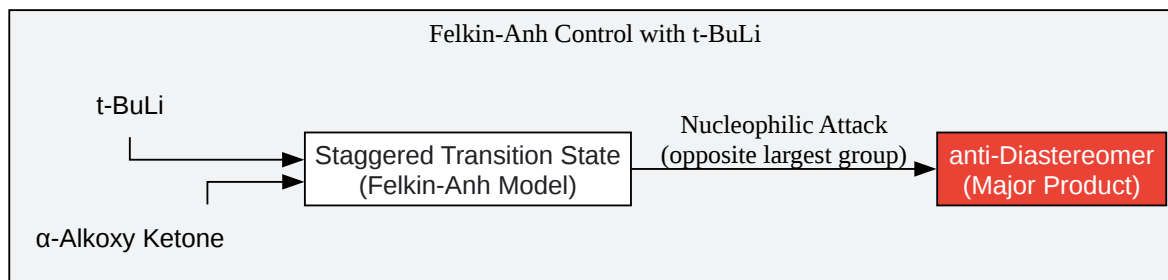 Felkin-Anh Control with t-BuLi
t-BuLi
α-Alkoxy Ketone
Staggered Transition State
(Felkin-Anh Model)
Nucleophilic Attack
(opposite largest group)
anti-Diastereomer
(Major Product)